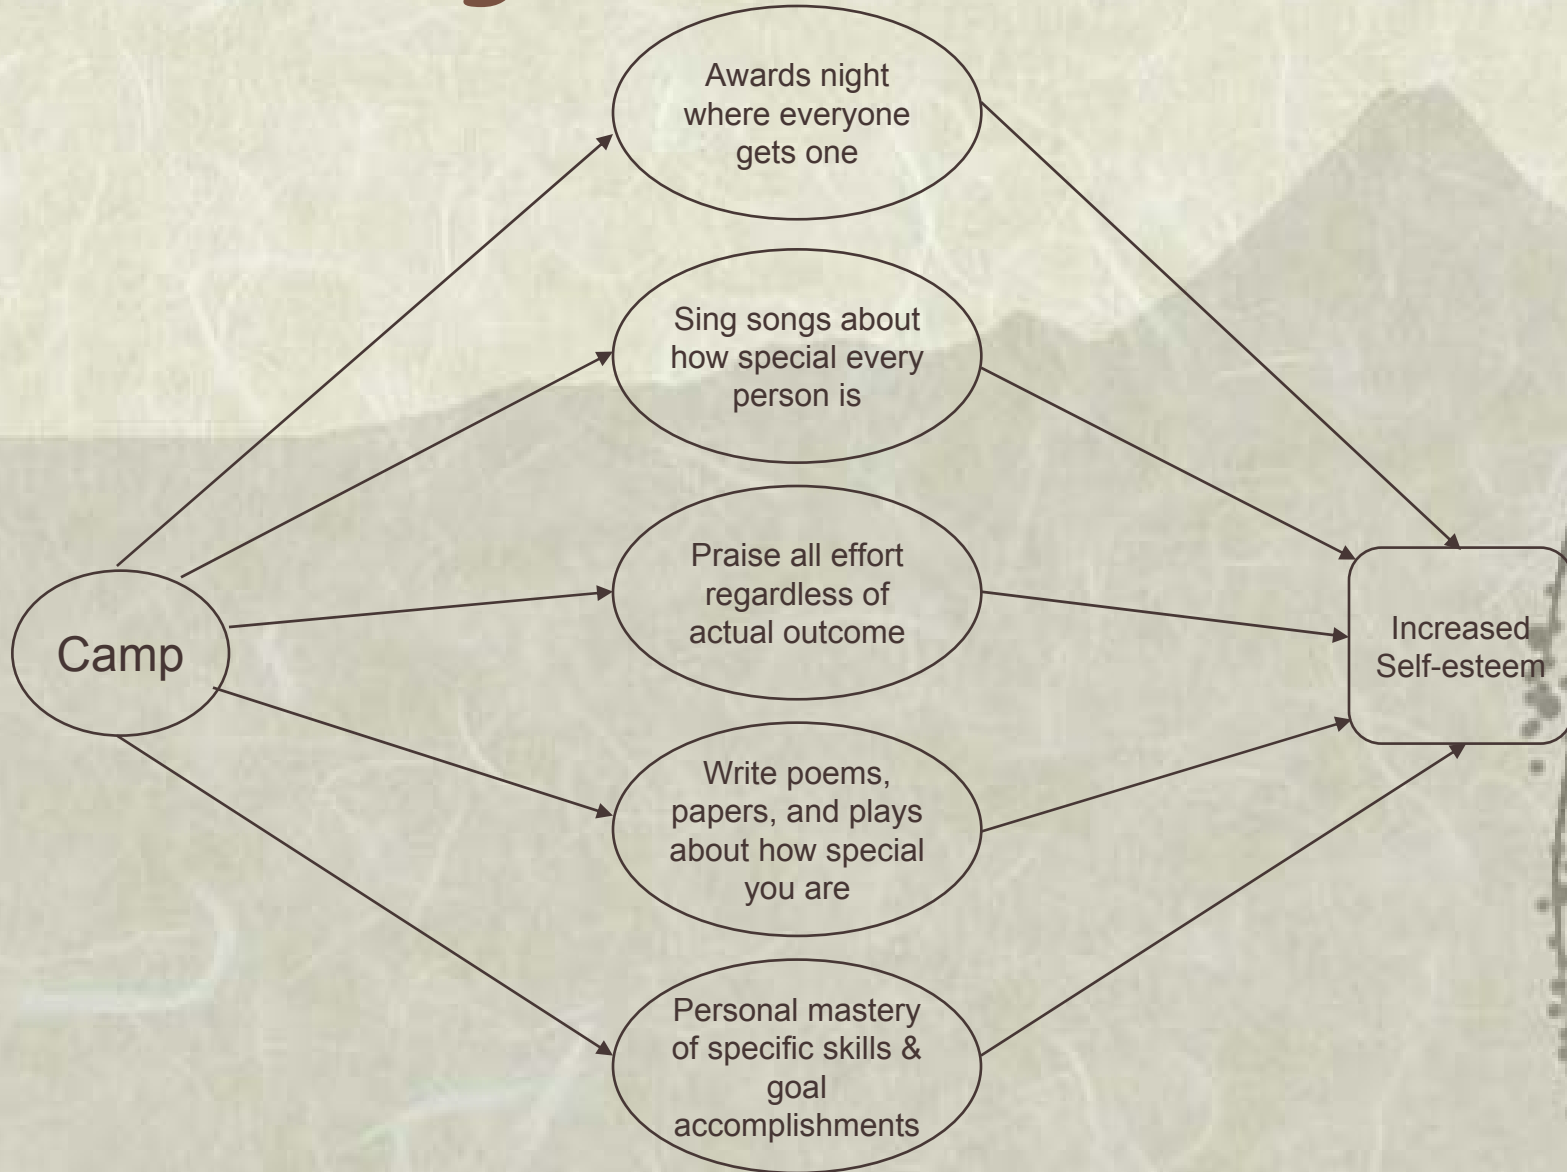 Awards night
where everyone
gets one
Sing songs about
how special every
person is
Praise all effort
regardless of
actual outcome
Camp
Increased
Self-esteem
Write poems,
papers, and plays
about how special
you are
Personal mastery
of specific skills &
goal
accomplishments